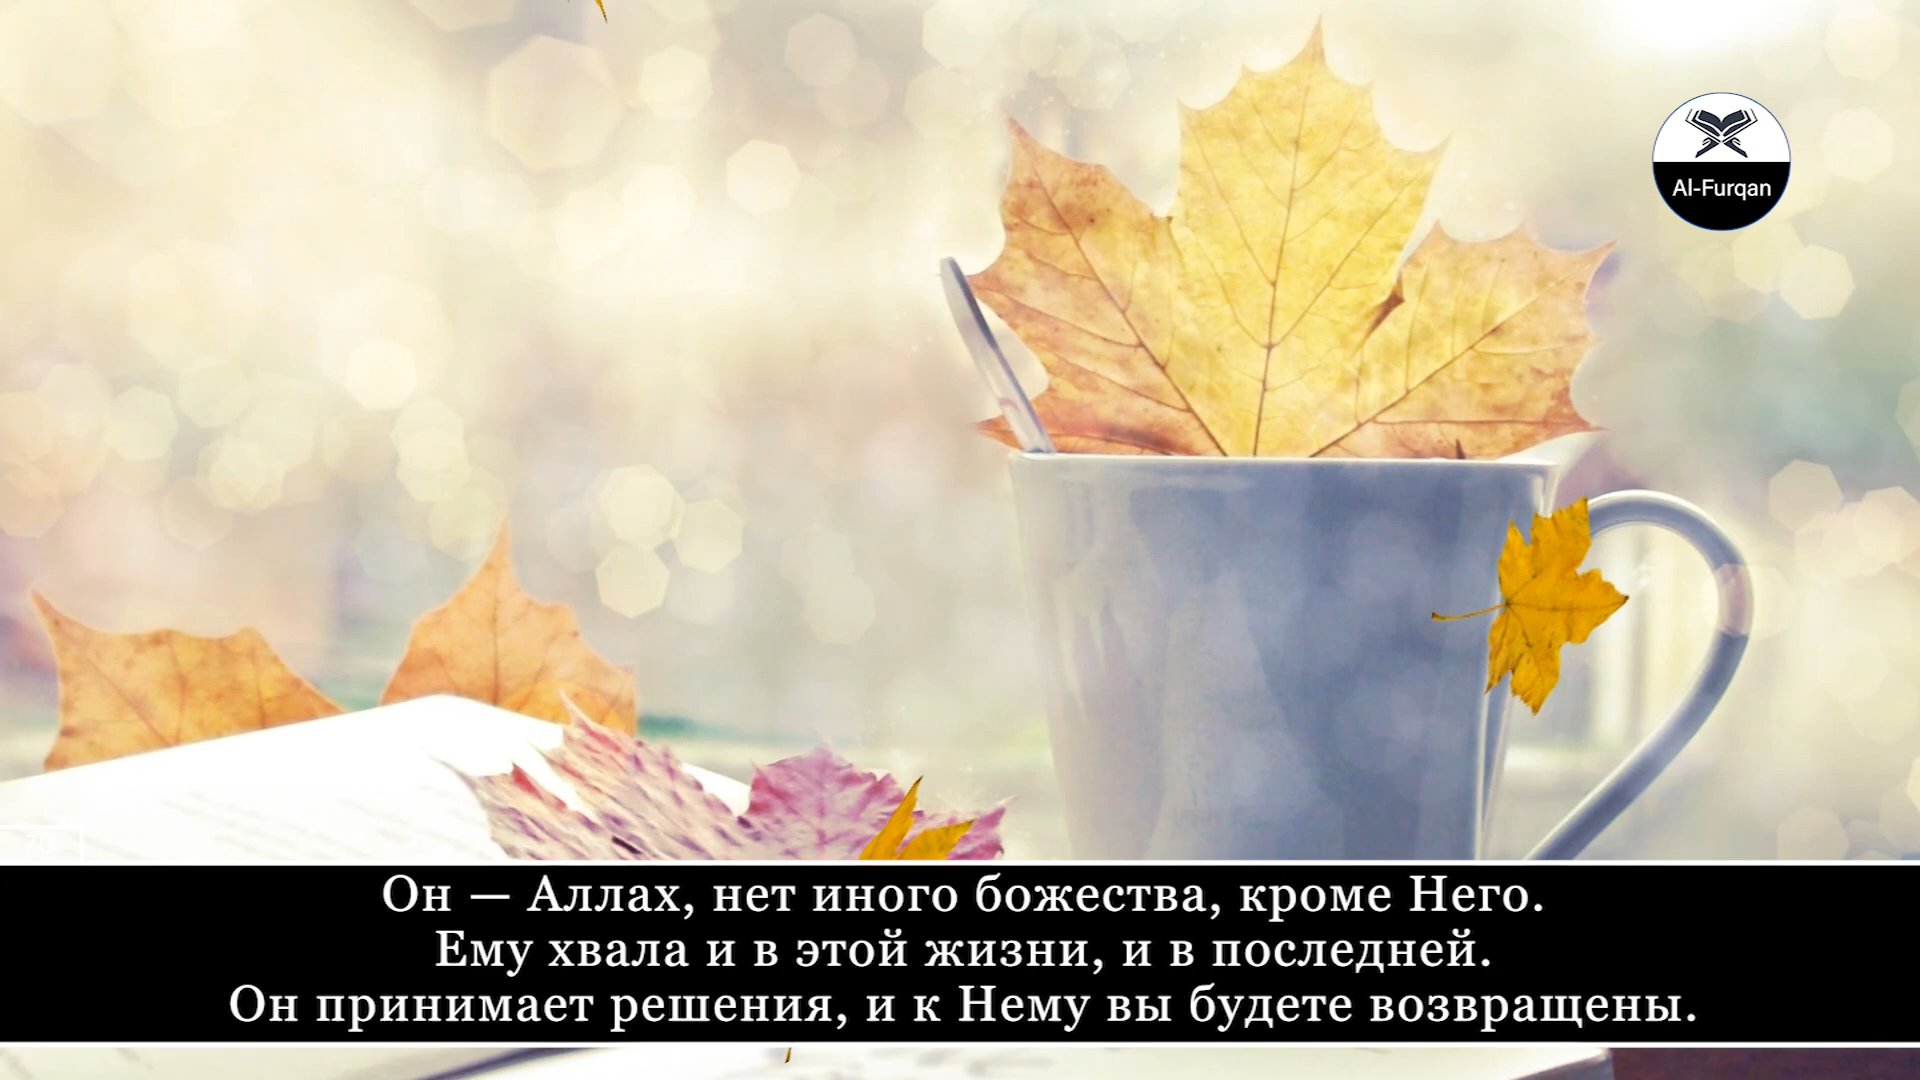 Al-Furqan
Он — Аллах, нет иного божества, кроме Него.
Ему хвала и в этой жизни, и в последней.
Он принимает решения, и к Нему вы будете возвращены.